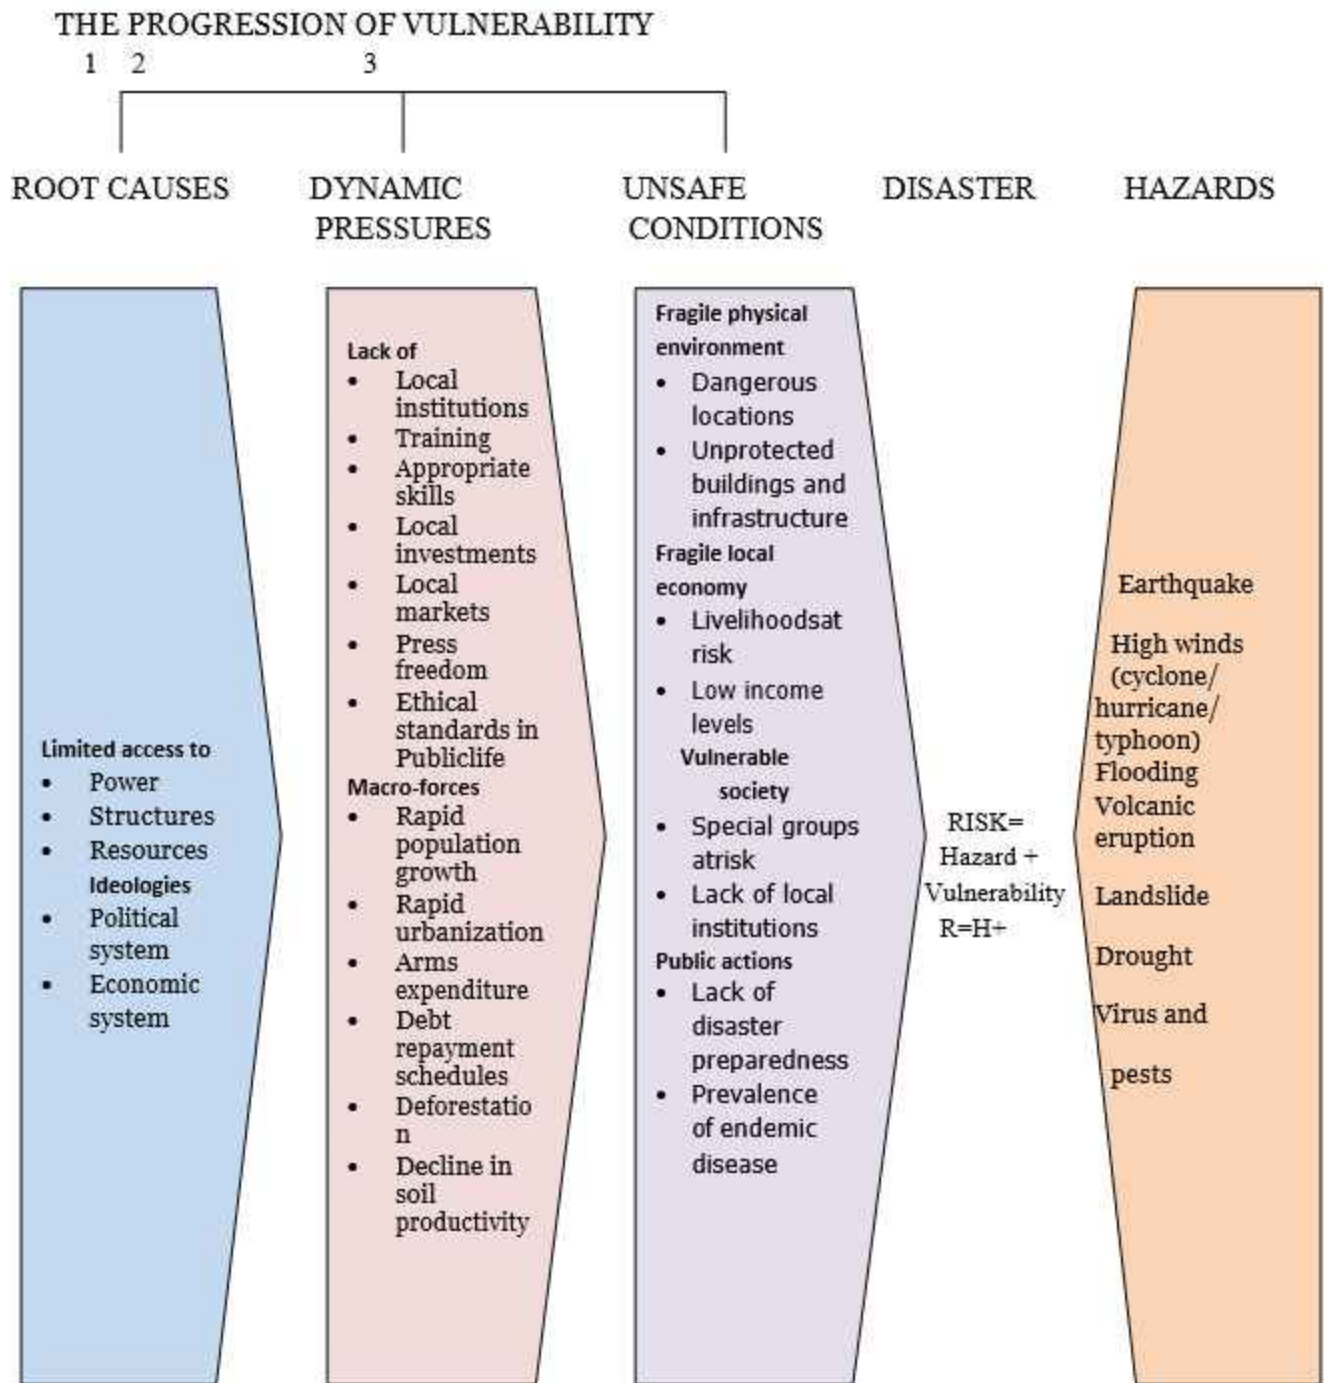 THE PROGRESSION OF VULNERABILITY
1 2 3
ROOT CAUSES
DYNAMIC
PRESSURES
UNSAFE
CONDITIONS
DISASTER
HAZARDS
Limited access to
• Power
• Structures
• Resources
Ideologies
• Political
system
• Economic
system
Lack of
• Local
institutions
• Training
• Appropriate
skills
• Local
investments
• Local
markets
• Press
freedom
• Ethical
standards in
Publiclife
Macro-forces
• Rapid
population
growth
• Rapid
urbanization
• Arms
expenditure
• Debt
repayment
schedules
• Deforestatio
n
• Decline in
soil
productivity
Fragile physical
environment
• Dangerous
locations
• Unprotected
buildings and
infrastructure
Fragile local
economy
• Livelihoodsat
risk
• Low income
levels
Vulnerable
society
• Special groups
atrisk
• Lack of local
institutions
Public actions
• Lack of
disaster
preparedness
• Prevalence
of endemic
disease
RISK=
Hazard +
Vulnerability
R=H+
Earthquake
High winds
(cyclone/
hurricane/
typhoon)
Flooding
Volcanic
eruption
Landslide
Drought
Virus and
pests